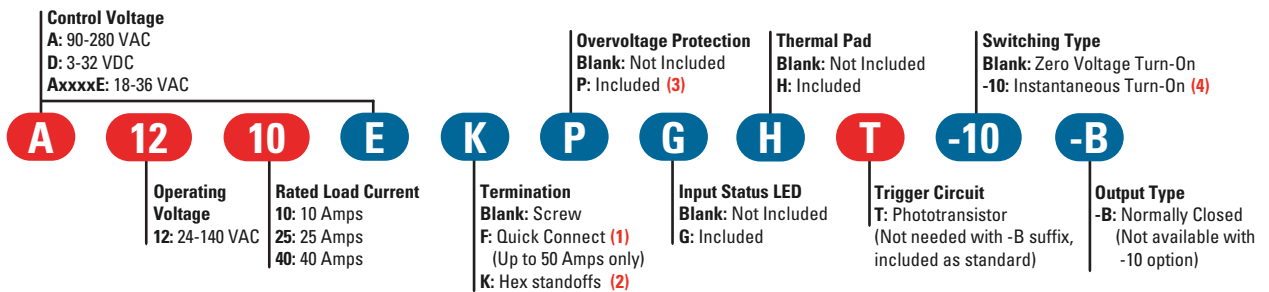 Control Voltage
A: 90-280 VAC
D: 3-32 VDC
AxxxxE: 18-36 VAC
Overvoltage Protection
Blank: Not Included
P: Included (3)
Thermal Pad
Blank: Not Included
H: Included
Switching Type
Blank: Zero Voltage Turn-On
-10: Instantaneous Turn-On (4)
A 12 10 E K P G H T -10 -B
Operating
Voltage
12: 24-140 VAC
Rated Load Current
10: 10 Amps
25: 25 Amps
40: 40 Amps
Termination
Blank: Screw
F: Quick Connect (1)
(Up to 50 Amps only)
K: Hex standoffs (2)
Input Status LED
Blank: Not Included
G: Included
Trigger Circuit
T: Phototransistor
(Not needed with -B suffix,
included as standard)
Output Type
-B: Normally Closed
(Not available with
-10 option)